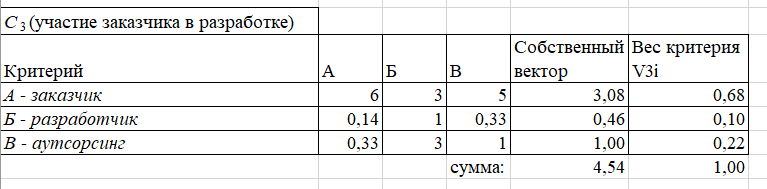 C3 (участие заказчика в разработке)
Критерий А Б В Собственный вектор Вес критерия V3i
А - заказчик 6 3 5 3,08 0,68
Б - разработчик 0,14 1 0,33 0,46 0,10
В - аутсорсинг 0,33 3 1 1,00 0,22
сумма: 4,54 1,00